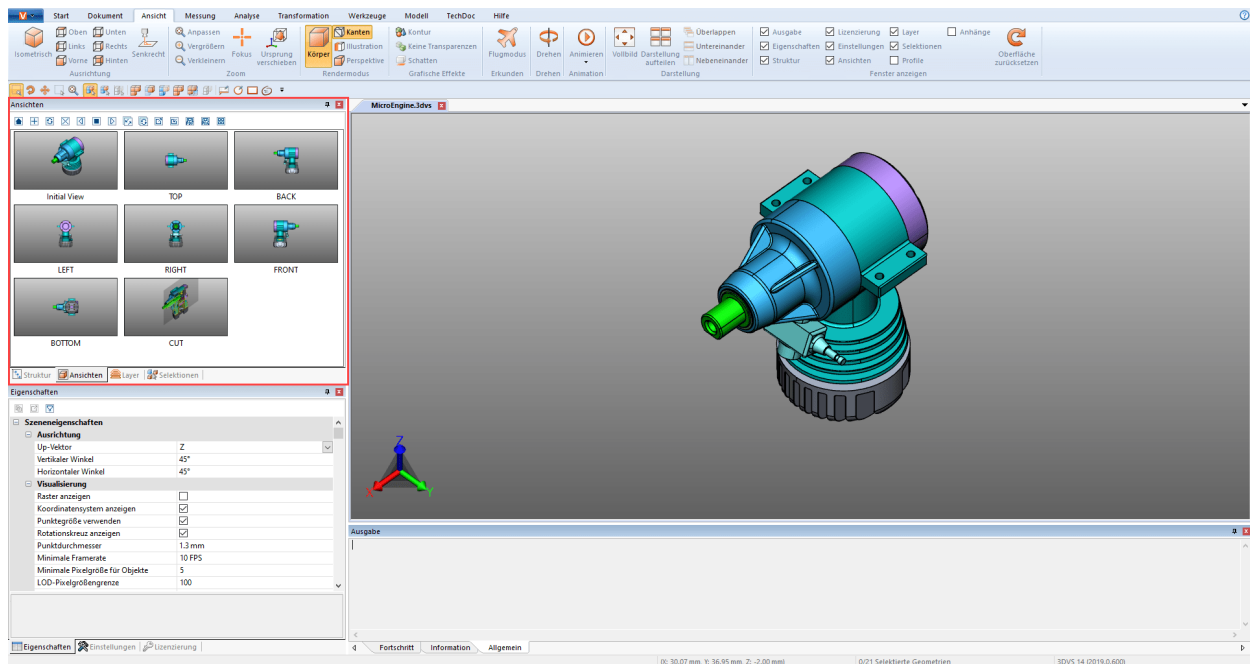 Start Dokument Ansicht Messung Analyse Transformation Werkzeuge Modell TechDoc Hilfe
Isometrisch
Oben Unten
Links Rechts
Vorne Hinten
Senkrecht
Ausrichtung
Anpassen
Vergrößern
Verkleinern
Fokus
Ursprung
verschieben
Zoom
Körper
Kanten
Illustration
Perspektive
Rendermodus
Kontur
Keine Transparenzen
Schatten
Grafische Effekte
Flugmodus
Erkunden
Drehen
Drehen
Animieren
Animation
Vollbild
Darstellung
aufteilen
Überlappen
Untereinander
Nebeneinander
Darstellung
Ausgabe Lizenzierung Layer Anhänge
Eigenschaften Einstellungen Selektionen
Struktur Ansichten Profile
Fenster anzeigen
Oberfläche
zurücksetzen
Ansichten
MicroEngine.3dvs
Initial View TOP BACK
LEFT RIGHT FRONT
BOTTOM CUT
Struktur Ansichten Layer Selektionen
Eigenschaften
Szeneneigenschaften
Ausrichtung
Up-Vektor Z
Vertikaler Winkel 45°
Horizontaler Winkel 45°
Visualisierung
Raster anzeigen
Koordinatensystem anzeigen
Punktegröße verwenden
Rotationskreuz anzeigen
Punktdurchmesser 1.3 mm
Minimale Framerate 10 FPS
Minimale Pixelgröße für Objekte 5
LOD-Pixelgrößengrenze 100
Eigenschaften Einstellungen Lizenzierung
Z
X Y
Ausgabe
Fortschritt Information Allgemein
(X: 30.07 mm, Y: 36.95 mm, Z: -2.00 mm) 0/21 Selektierte Geometrien 3DVS 14 (2019.0.600)